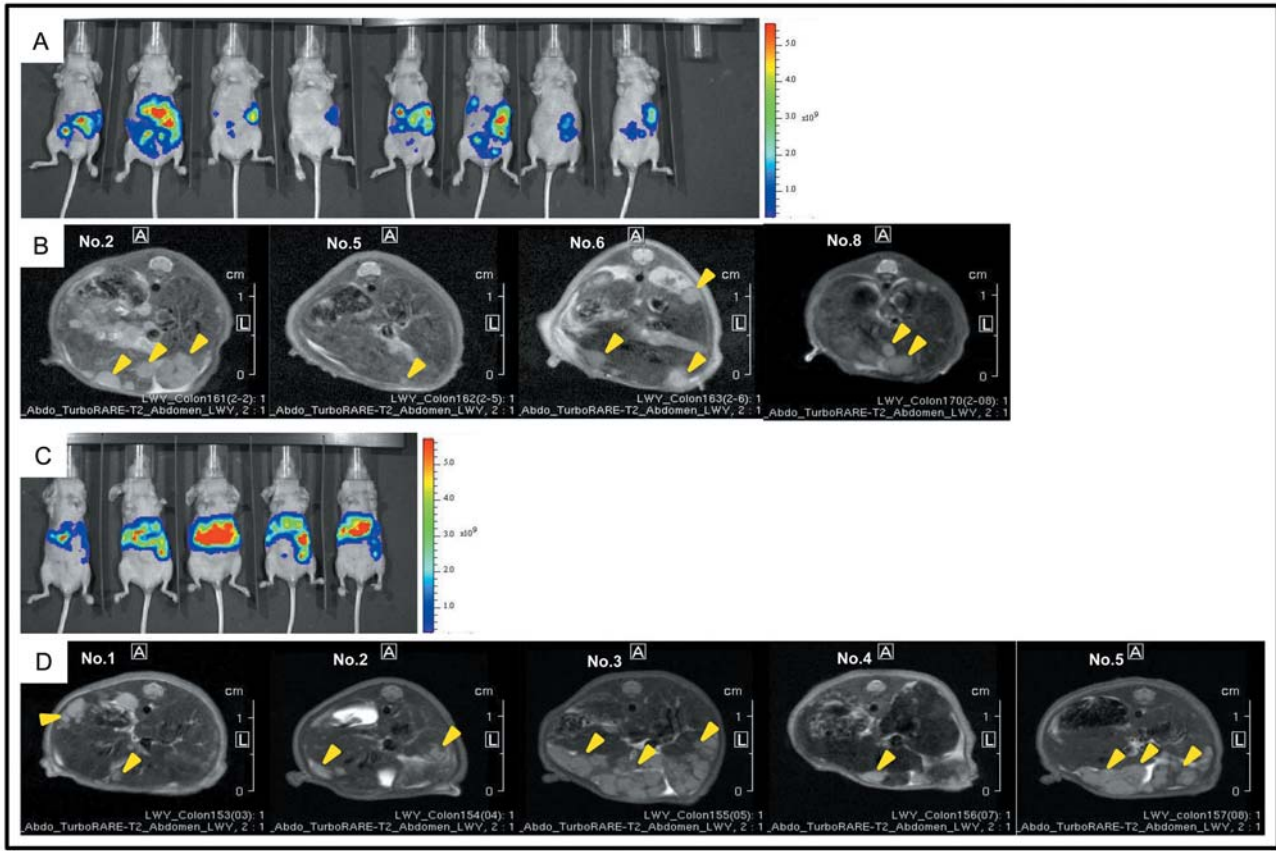 A
5.0
4.0
3.0
x10⁹
2.0
1.0
B
No.2
A
cm
1
L
0
LWY_Colon161(2-2): 1
_Abdo_TurboRARE-T2_Abdomen_LWY, 2 : 1
No.5
A
cm
1
L
0
LWY_Colon162(2-5): 1
_Abdo_TurboRARE-T2_Abdomen_LWY, 2 : 1
No.6
A
cm
1
L
0
LWY_Colon163(2-6): 1
_Abdo_TurboRARE-T2_Abdomen_LWY, 2 : 1
No.8
A
cm
1
L
0
LWY_Colon170(2-08): 1
_Abdo_TurboRARE-T2_Abdomen_LWY, 2 : 1
C
5.0
4.0
3.0
x10⁹
2.0
1.0
D
No.1
A
cm
1
L
0
LWY_Colon153(03): 1
_Abdo_TurboRARE-T2_Abdomen_LWY, 2 : 1
No.2
A
cm
1
L
0
LWY_Colon154(04): 1
_Abdo_TurboRARE-T2_Abdomen_LWY, 2 : 1
No.3
A
cm
1
L
0
LWY_Colon155(05): 1
_Abdo_TurboRARE-T2_Abdomen_LWY, 2 : 1
No.4
A
cm
1
L
0
LWY_Colon156(07): 1
_Abdo_TurboRARE-T2_Abdomen_LWY, 2 : 1
No.5
A
cm
1
L
0
LWY_Colon157(08): 1
_Abdo_TurboRARE-T2_Abdomen_LWY, 2 : 1